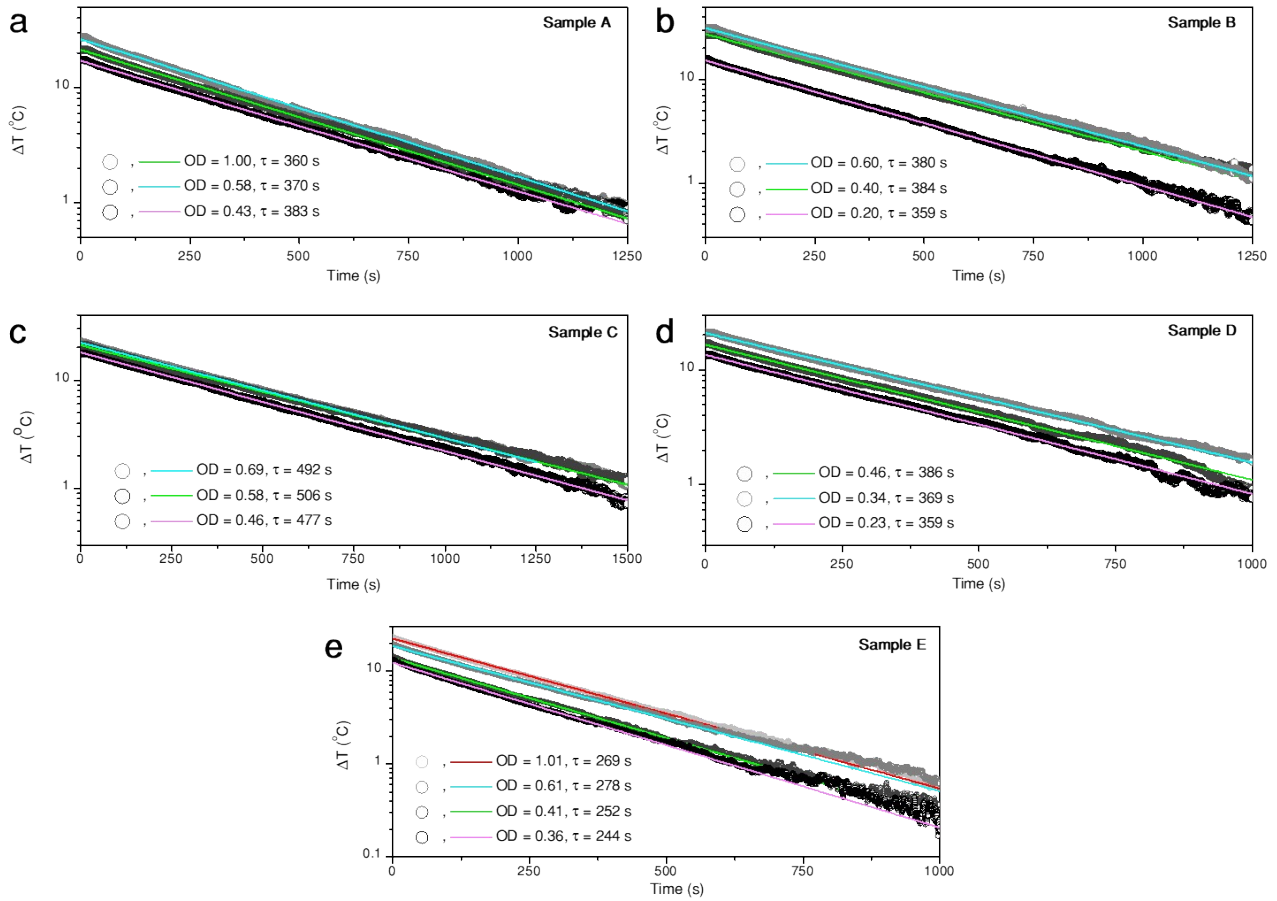 a
Sample A
ΔT (°C)
10
1
○ , OD = 1.00, τ = 360 s
○ , OD = 0.58, τ = 370 s
○ , OD = 0.43, τ = 383 s
0 250 500 750 1000 1250
Time (s)
b
Sample B
ΔT (°C)
10
1
○ , OD = 0.60, τ = 380 s
○ , OD = 0.40, τ = 384 s
○ , OD = 0.20, τ = 359 s
0 250 500 750 1000 1250
Time (s)
c
Sample C
ΔT (°C)
10
1
○ , OD = 0.69, τ = 492 s
○ , OD = 0.58, τ = 506 s
○ , OD = 0.46, τ = 477 s
0 250 500 750 1000 1250 1500
Time (s)
d
Sample D
ΔT (°C)
10
1
○ , OD = 0.46, τ = 386 s
○ , OD = 0.34, τ = 369 s
○ , OD = 0.23, τ = 359 s
0 250 500 750 1000
Time (s)
e
Sample E
ΔT (°C)
10
1
0.1
○ , OD = 1.01, τ = 269 s
○ , OD = 0.61, τ = 278 s
○ , OD = 0.41, τ = 252 s
○ , OD = 0.36, τ = 244 s
0 250 500 750 1000
Time (s)